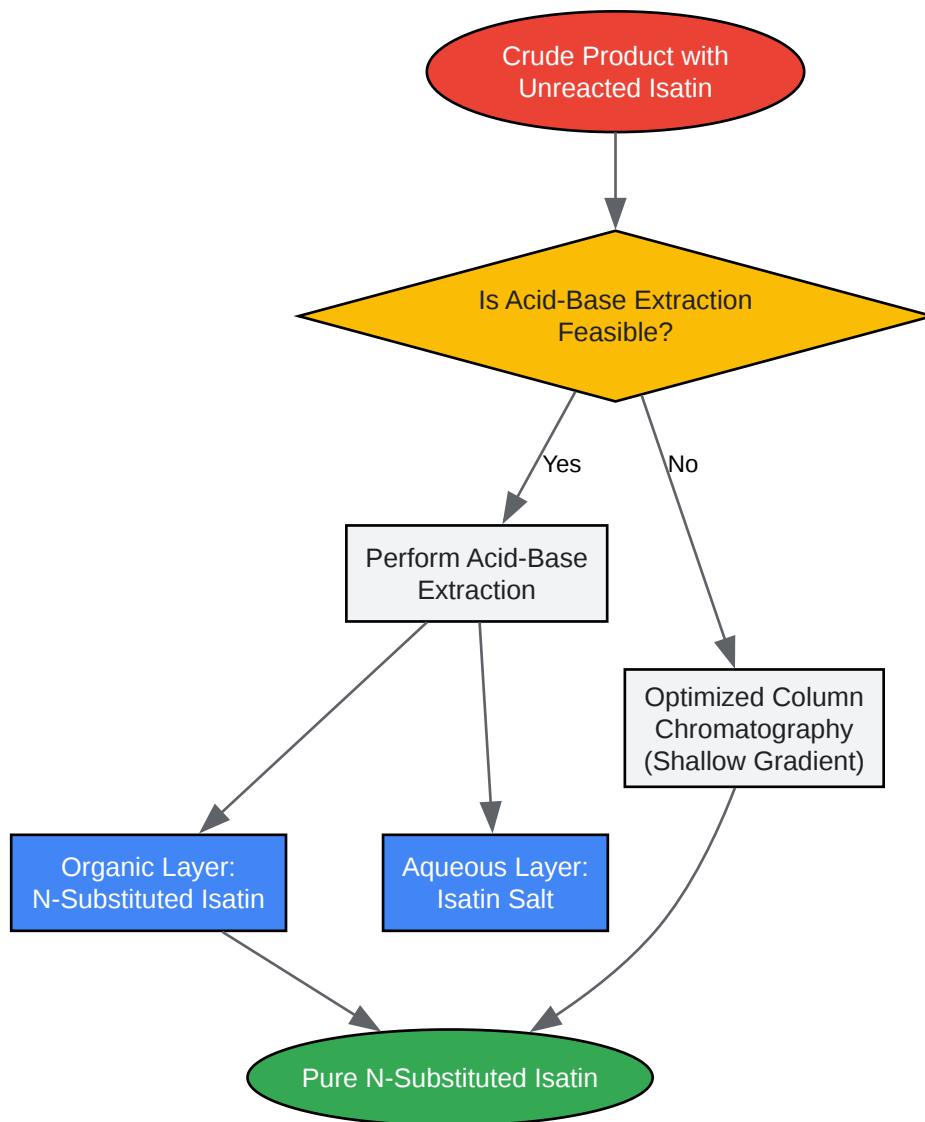 Crude Product with
Unreacted Isatin
Is Acid-Base Extraction
Feasible?
Yes
No
Perform Acid-Base
Extraction
Optimized Column
Chromatography
(Shallow Gradient)
Organic Layer:
N-Substituted Isatin
Aqueous Layer:
Isatin Salt
Pure N-Substituted Isatin